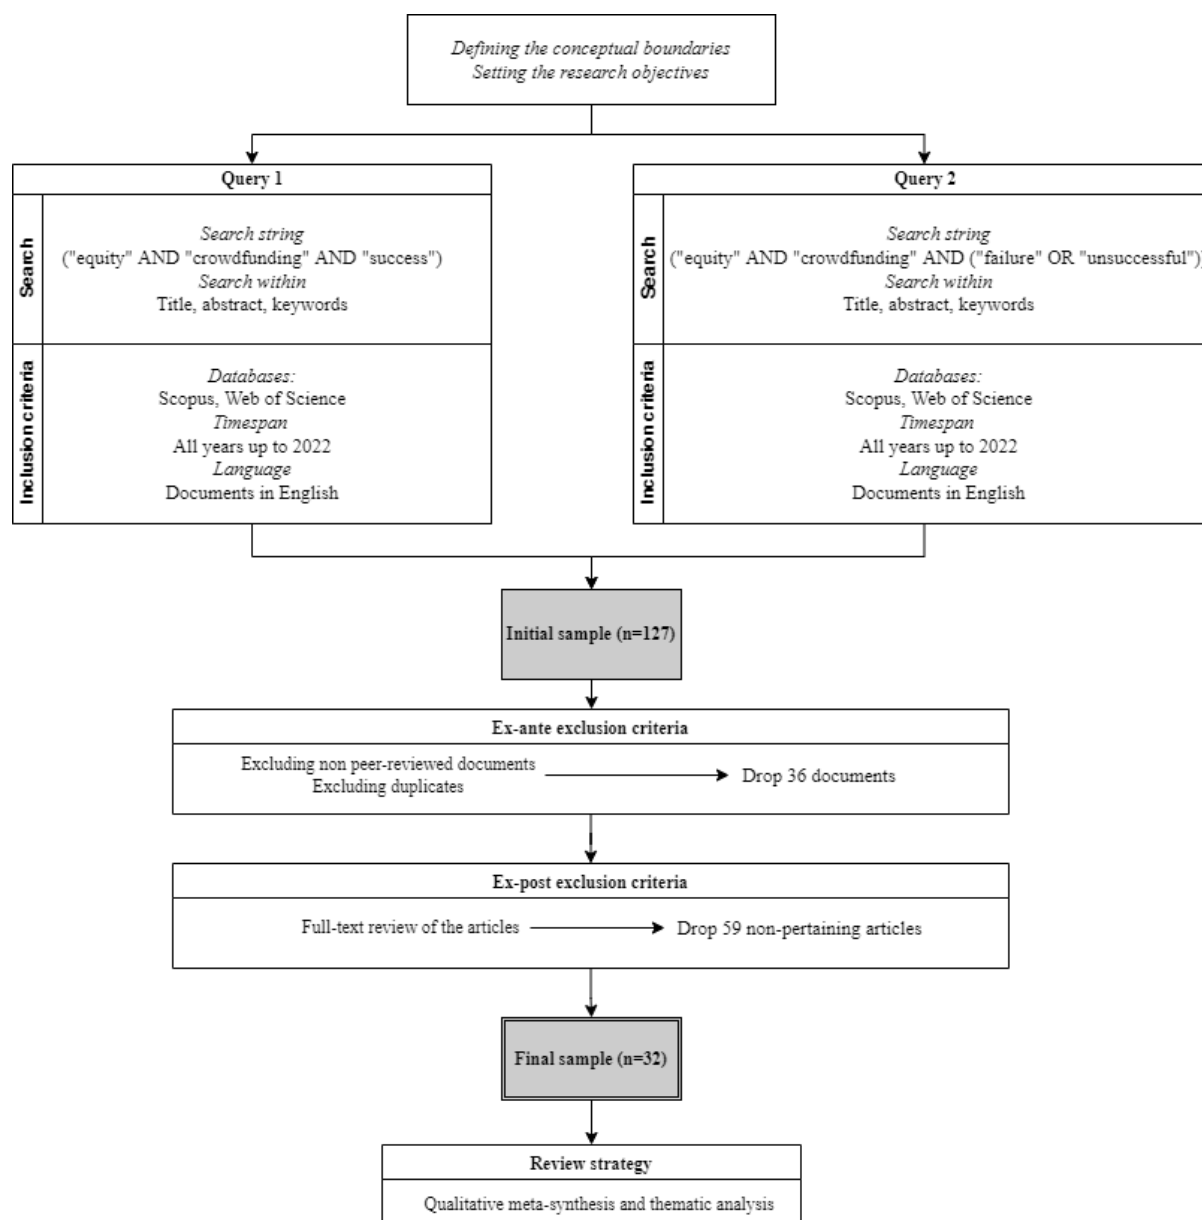 Defining the conceptual boundaries
Setting the research objectives
Query 1
Search
Search string
("equity" AND "crowdfunding" AND "success")
Search within
Title, abstract, keywords
Inclusion criteria
Databases:
Scopus, Web of Science
Timespan
All years up to 2022
Language
Documents in English
Query 2
Search
Search string
("equity" AND "crowdfunding" AND ("failure" OR "unsuccessful"))
Search within
Title, abstract, keywords
Inclusion criteria
Databases:
Scopus, Web of Science
Timespan
All years up to 2022
Language
Documents in English
Initial sample (n=127)
Ex-ante exclusion criteria
Excluding non peer-reviewed documents
Excluding duplicates
Drop 36 documents
Ex-post exclusion criteria
Full-text review of the articles
Drop 59 non-pertaining articles
Final sample (n=32)
Review strategy
Qualitative meta-synthesis and thematic analysis